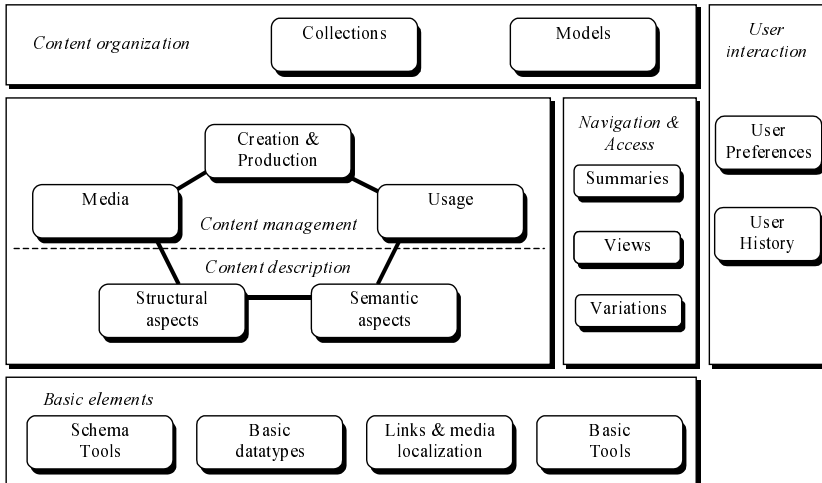 Content organization
Collections
Models
User
interaction
Creation &
Production
Media
Usage
Content management
Content description
Structural
aspects
Semantic
aspects
Navigation &
Access
Summaries
Views
Variations
User
Preferences
User
History
Basic elements
Schema
Tools
Basic
datatypes
Links & media
localization
Basic
Tools